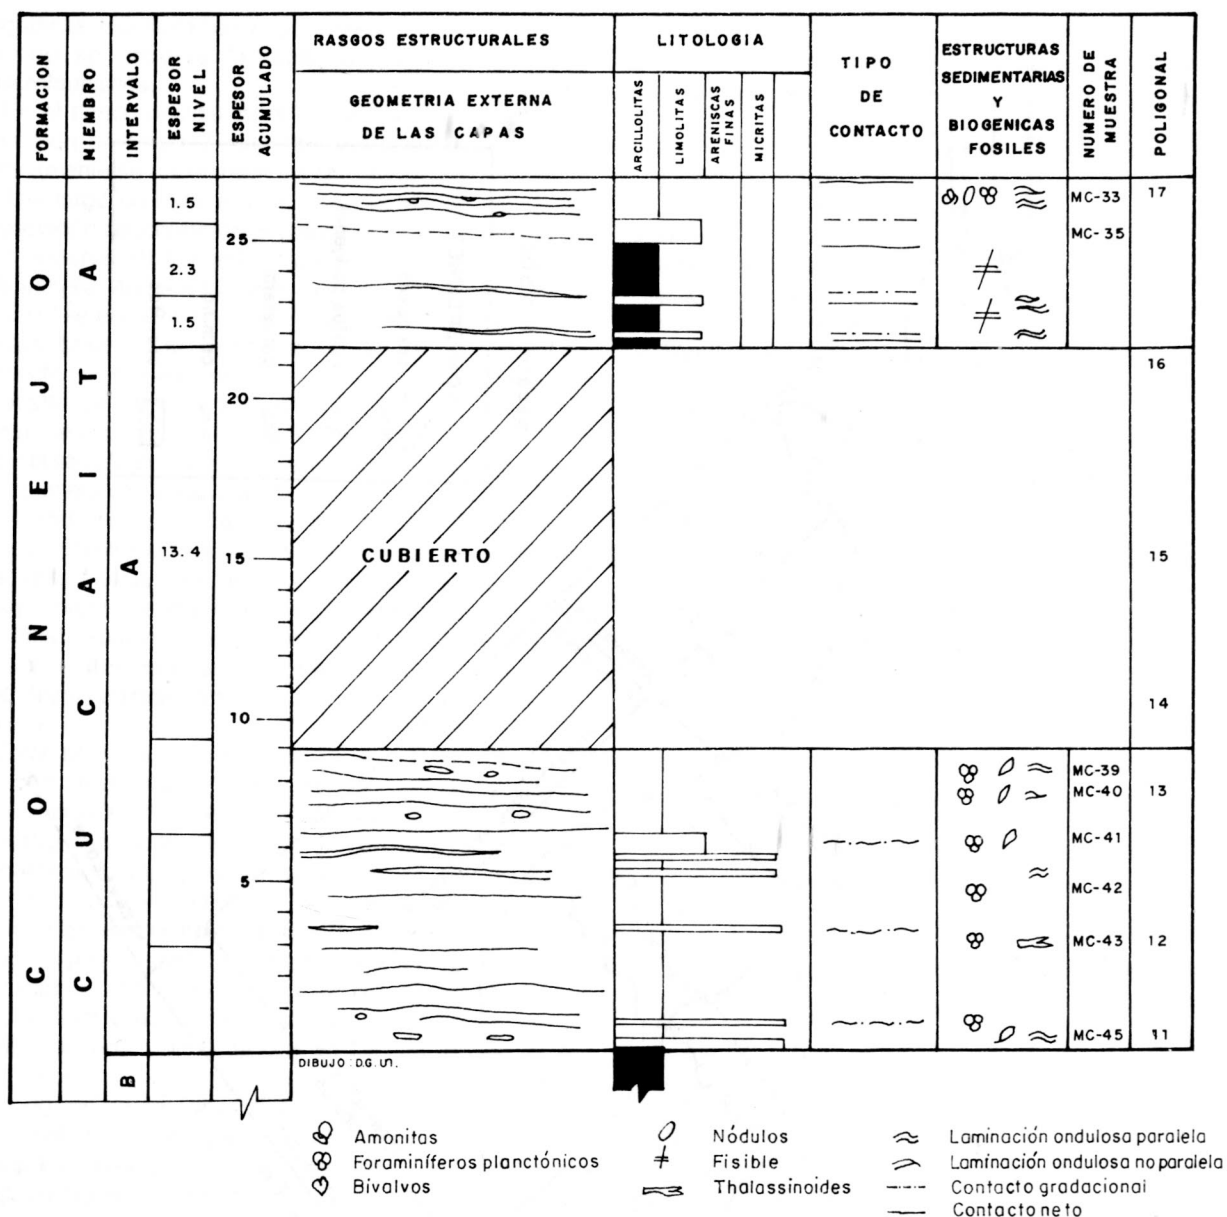 FORMACION
MIEMBRO
INTERVALO
ESPESOR NIVEL
ESPESOR ACUMULADO
RASGOS ESTRUCTURALES
GEOMETRIA EXTERNA
DE LAS CAPAS
LITOLOGIA
ARCILLOLITAS
LIMOLITAS
ARENISCAS FINAS
MICRITAS
TIPO
DE
CONTACTO
ESTRUCTURAS
SEDIMENTARIAS
Y
BIOGENICAS
FOSILES
NUMERO DE MUESTRA
POLIGONAL
CONEJO
CUCACITA
A
B
1.5
2.3
1.5
13.4
25
20
15
10
5
CUBIERTO
MC-33
MC-35
MC-39
MC-40
MC-41
MC-42
MC-43
MC-45
17
16
15
14
13
12
11
DIBUJO : D.G. UN.
Amonitas
Foraminíferos planctónicos
Bivalvos
Nódulos
Fisible
Thalassinoides
Laminación ondulosa paralela
Laminación ondulosa no paralela
Contacto gradacional
Contacto neto